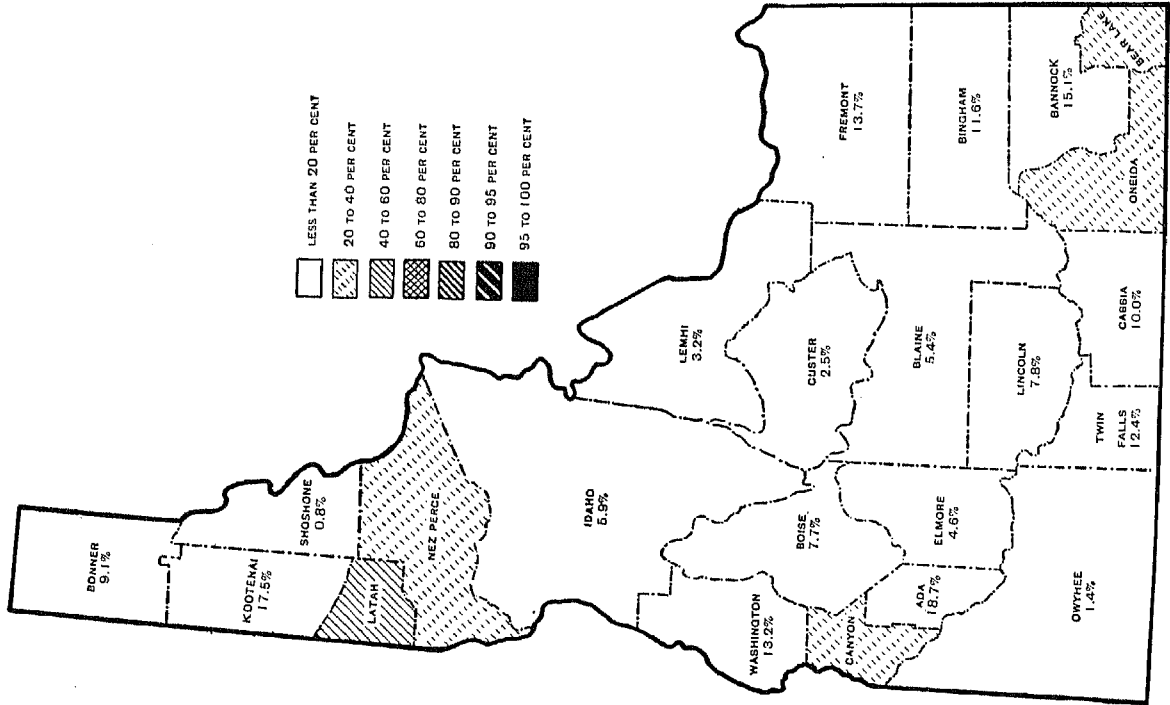 LESS THAN 20 PER CENT
20 TO 40 PER CENT
40 TO 60 PER CENT
60 TO 80 PER CENT
80 TO 90 PER CENT
90 TO 95 PER CENT
95 TO 100 PER CENT
BONNER
9.1%
KOOTENAI
17.5%
SHOSHONE
0.8%
LATAH
NEZ PERCE
IDAHO
5.9%
LEMHI
3.2%
CUSTER
2.5%
WASHINGTON
13.2%
BOISE
7.7%
CANYON
ADA
18.7%
ELMORE
4.6%
BLAINE
5.4%
LINCOLN
7.8%
FREMONT
13.7%
BINGHAM
11.6%
BANNOCK
15.1%
BEAR LAKE
ONEIDA
OWYHEE
1.4%
TWIN
FALLS
12.4%
CASSIA
10.0%